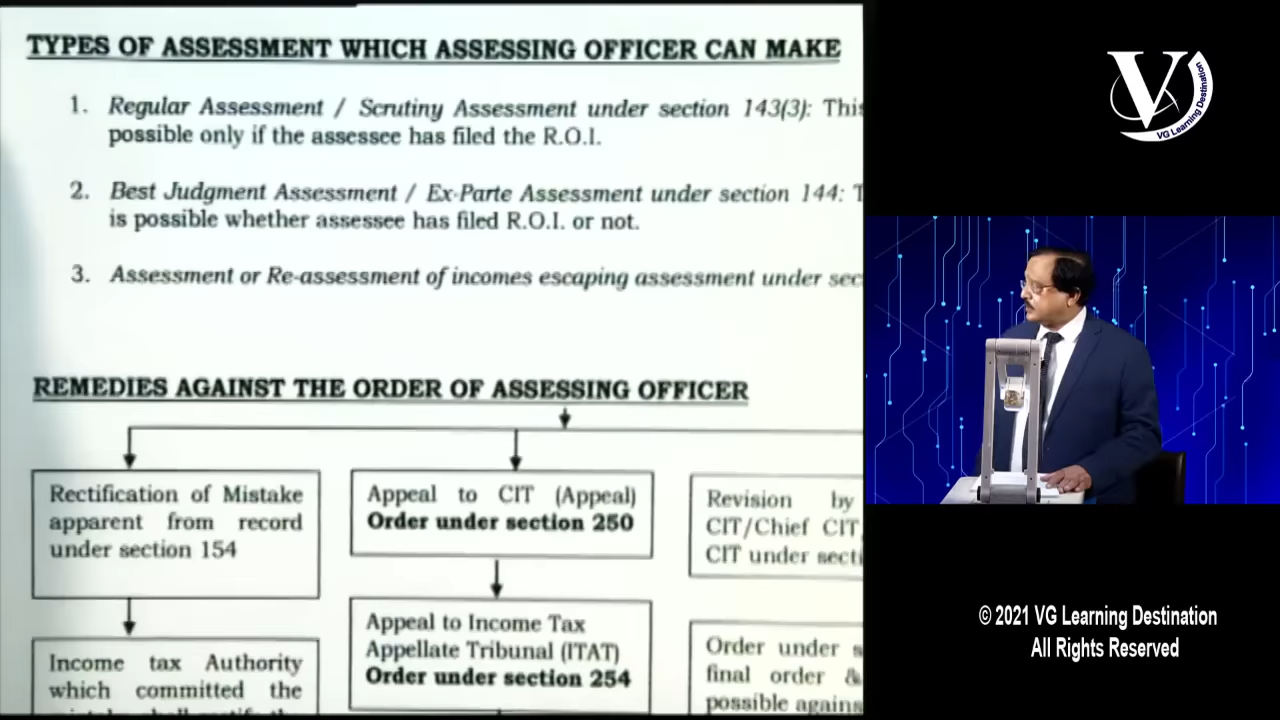 TYPES OF ASSESSMENT WHICH ASSESSING OFFICER CAN MAKE
1. Regular Assessment / Scrutiny Assessment under section 143(3): This
possible only if the assessee has filed the R.O.I.
2. Best Judgment Assessment / Ex-Parte Assessment under section 144:
is possible whether assessee has filed R.O.I. or not.
3. Assessment or Re-assessment of incomes escaping assessment under sec
REMEDIES AGAINST THE ORDER OF ASSESSING OFFICER
Rectification of Mistake
apparent from record
under section 154
Income tax Authority
which committed the
Appeal to CIT (Appeal)
Order under section 250
Appeal to Income Tax
Appellate Tribunal (ITAT)
Order under section 254
Revision by
CIT/Chief CIT
CIT under secti
Order under
final order &
possible agains
V
VG Learning Destination
© 2021 VG Learning Destination
All Rights Reserved